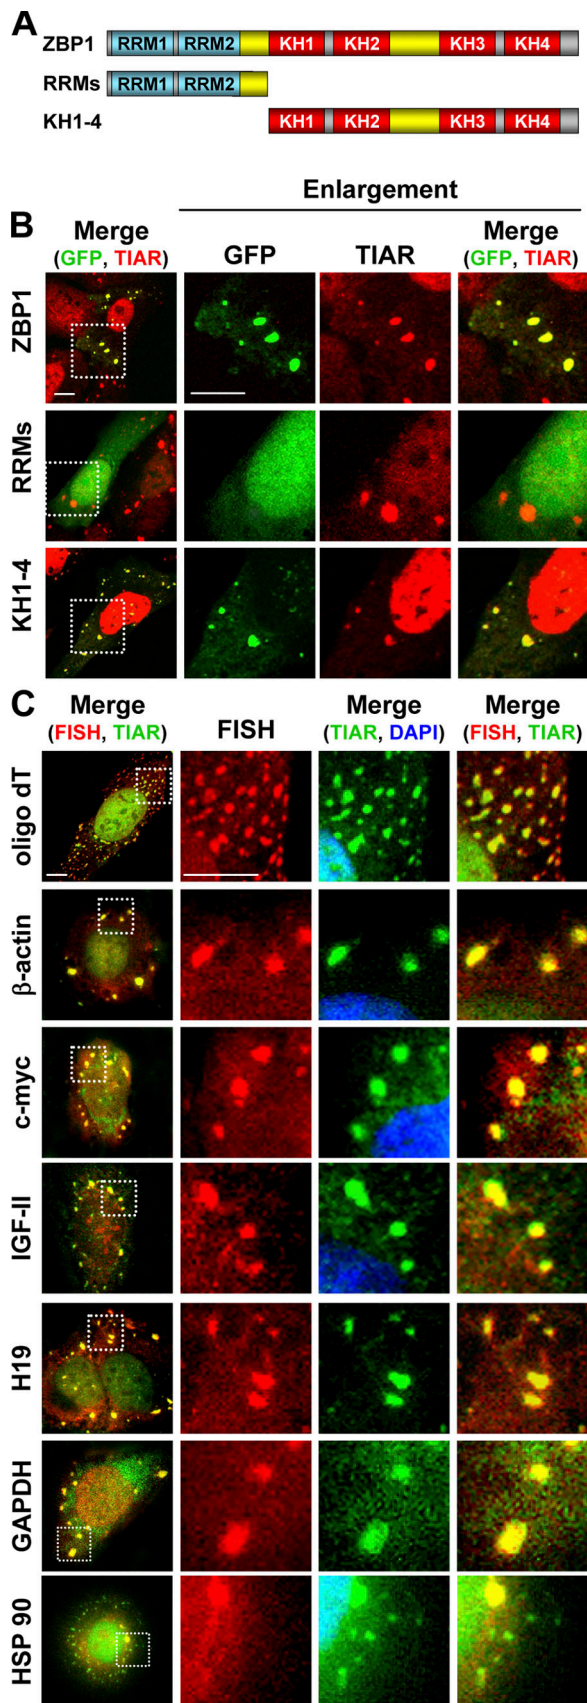 A
ZBP1 RRM1 RRM2 KH1 KH2 KH3 KH4
RRMs RRM1 RRM2
KH1-4 KH1 KH2 KH3 KH4
Enlargement
B Merge GFP TIAR Merge
(GFP, TIAR) (GFP, TIAR)
ZBP1
RRMs
KH1-4
C Merge FISH Merge Merge
(FISH, TIAR) (TIAR, DAPI) (FISH, TIAR)
oligo dT
β-actin
c-myc
IGF-II
H19
GAPDH
HSP 90